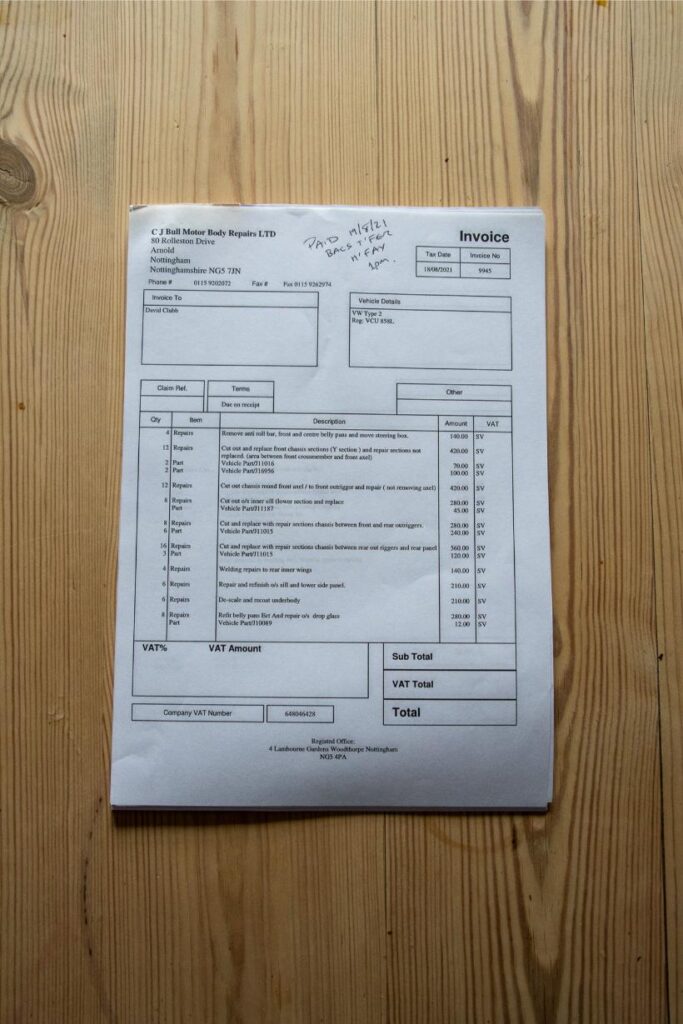 C J Bull Motor Body Repairs LTD
80 Rolleston Drive
Arnold
Nottingham
Nottinghamshire NG5 7JN
Phone # 0115 9202072 Fax # Fax 0115 9262974
PAID 19/8/21
BACS T'FER
1pm.
Invoice
Tax Date Invoice No
18/08/2021 9945
Invoice To
David Clubb
Vehicle Details
VW Type 2
Reg: VCU 858L
Claim Ref. Terms Other
Due on receipt
Qty Item Description Amount VAT
4 Repairs Remove anti roll bar, front and centre belly pans and move steering box. 140.00 SV
12 Repairs Cut out and replace front chassis sections (Y section ) and repair sections not 420.00 SV
replaced. (area between front crossmember and front axel)
2 Part Vehicle Part/J11016 70.00 SV
2 Part Vehicle Part/J16956 100.00 SV
12 Repairs Cut out chassis round front axel / to front outrigger and repair ( not removing axel) 420.00 SV
8 Repairs Cut out o/s inner sill (lower section and replace 280.00 SV
Part Vehicle Part/J11187 45.00 SV
8 Repairs Cut and replace with repair sections chassis between front and rear outriggers. 280.00 SV
6 Part Vehicle Part/J11015 240.00 SV
16 Repairs Cut and replace with repair sections chassis between rear out riggers and rear panel 560.00 SV
3 Part Vehicle Part/J11015 120.00 SV
4 Repairs Welding repairs to rear inner wings 140.00 SV
6 Repairs Repair and refinish o/s sill and lower side panel. 210.00 SV
6 Repairs De-scale and recoat underbody 210.00 SV
8 Repairs Refit belly pans Ect And repair o/s drop glass 280.00 SV
Part Vehicle Part/J10089 12.00 SV
VAT% VAT Amount
Sub Total
VAT Total
Total
Company VAT Number 648046428
Registered Office:
4 Lambourne Gardens Woodthorpe Nottingham
NG5 4PA